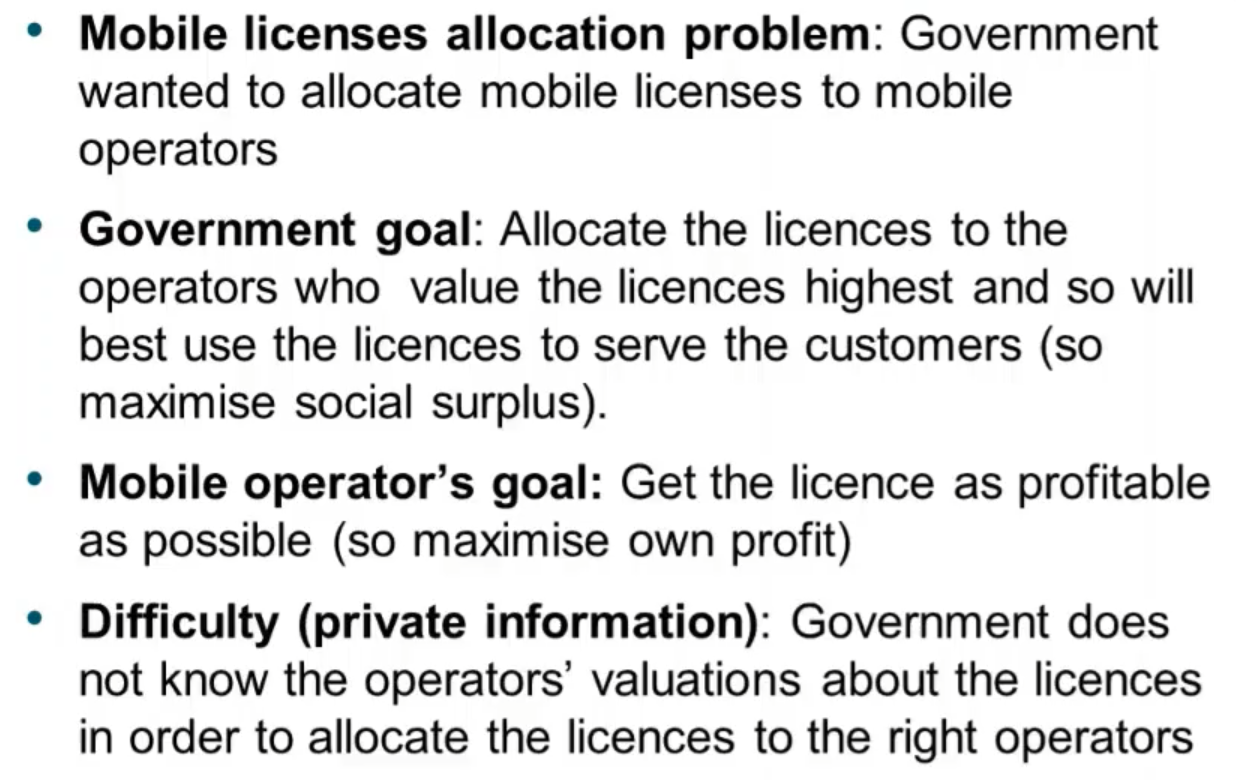 • Mobile licenses allocation problem: Government
wanted to allocate mobile licenses to mobile
operators
• Government goal: Allocate the licences to the
operators who value the licences highest and so will
best use the licences to serve the customers (so
maximise social surplus).
• Mobile operator’s goal: Get the licence as profitable
as possible (so maximise own profit)
• Difficulty (private information): Government does
not know the operators’ valuations about the licences
in order to allocate the licences to the right operators